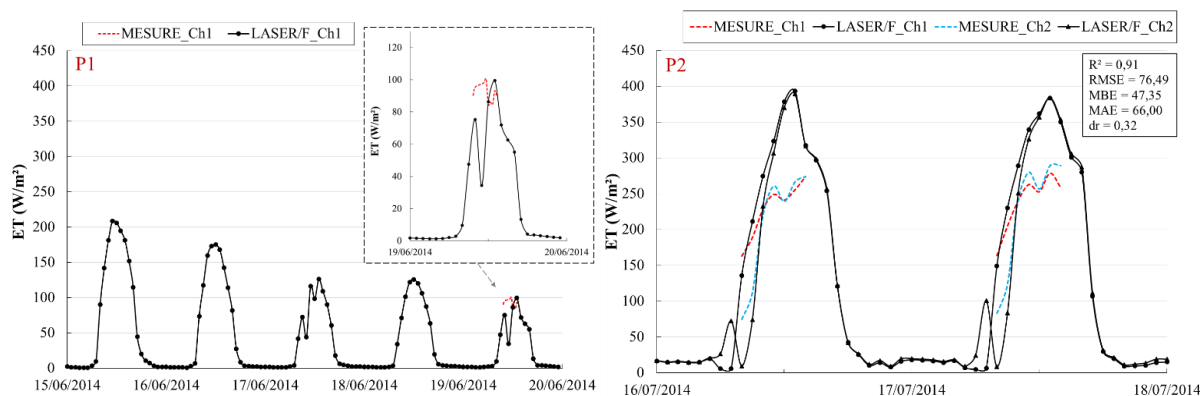 MESURE_Ch1 LASER/F_Ch1
P1
450
400
350
300
250
200
150
100
50
0
ET (W/m²)
15/06/2014 16/06/2014 17/06/2014 18/06/2014 19/06/2014 20/06/2014
120
100
80
60
40
20
0
ET (W/m²)
19/06/2014 20/06/2014
MESURE_Ch1 LASER/F_Ch1 MESURE_Ch2 LASER/F_Ch2
P2
450
400
350
300
250
200
150
100
50
0
ET (W/m²)
16/07/2014 17/07/2014 18/07/2014
R² = 0,91
RMSE = 76,49
MBE = 47,35
MAE = 66,00
dr = 0,32